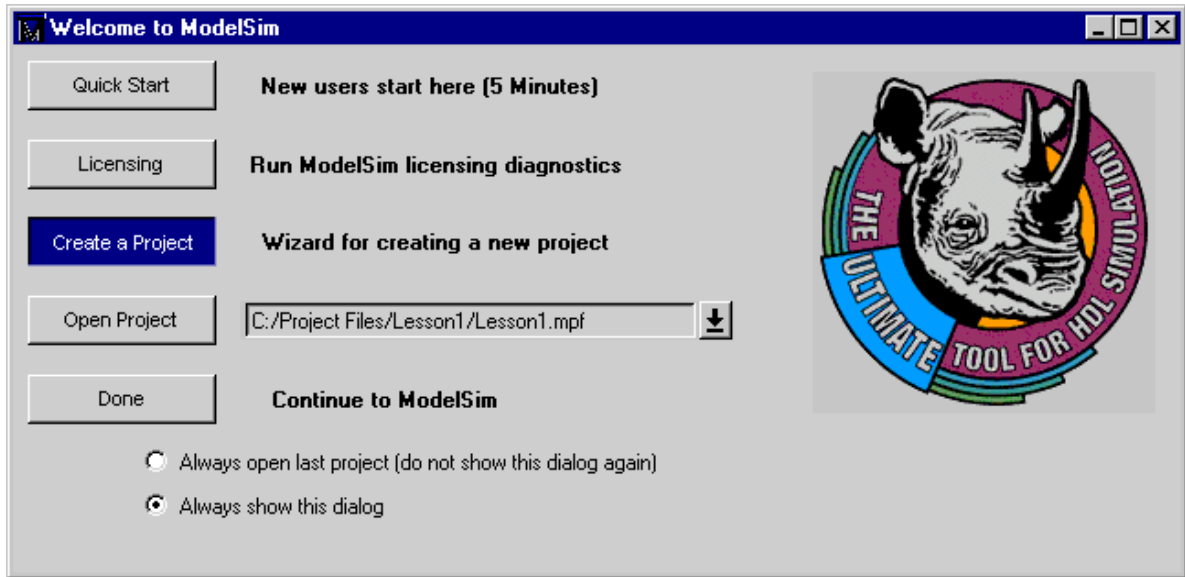 Welcome to ModelSim
Quick Start New users start here (5 Minutes)
Licensing Run ModelSim licensing diagnostics
Create a Project Wizard for creating a new project
Open Project C:/Project Files/Lesson1/Lesson1.mpf
Done Continue to ModelSim
Always open last project (do not show this dialog again)
Always show this dialog
THE ULTIMATE TOOL FOR HDL SIMULATION